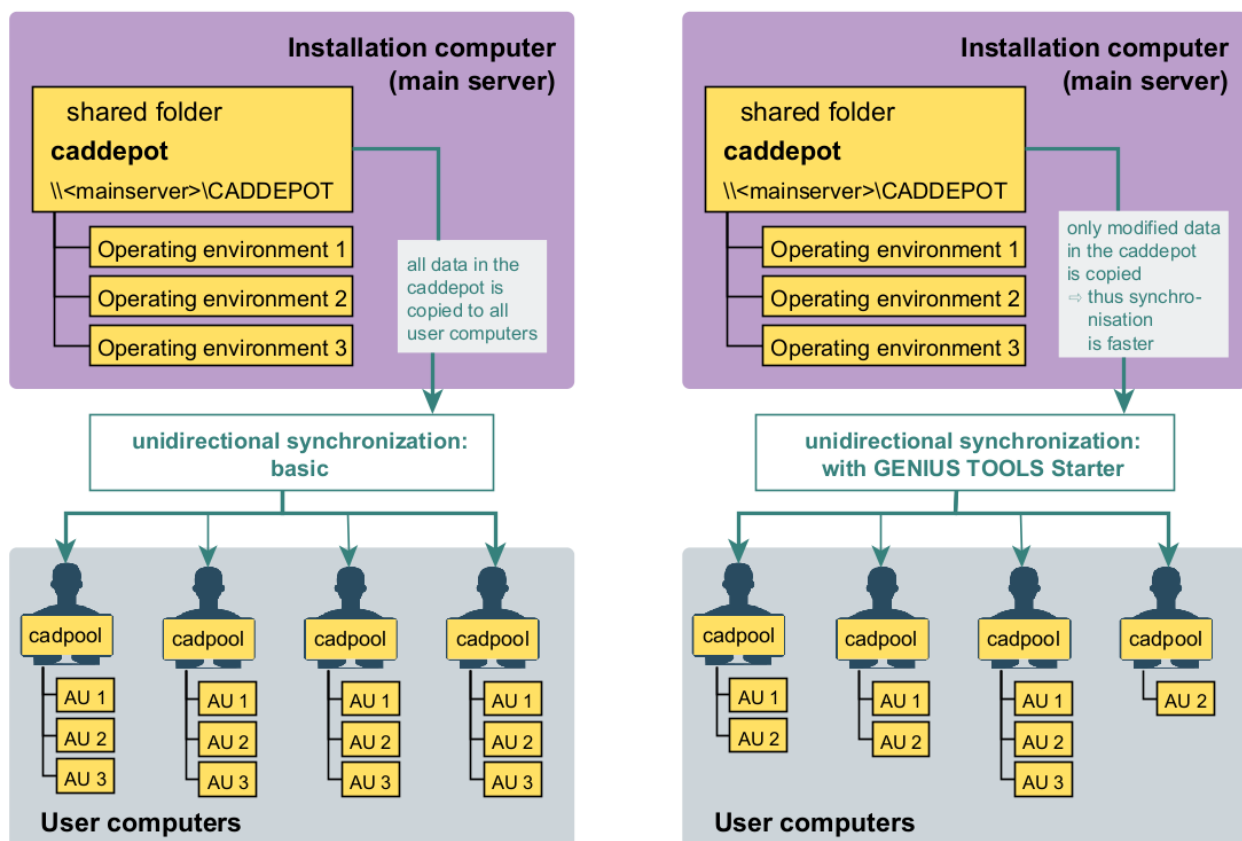 Installation computer
(main server)
shared folder
caddepot
\\<mainserver>\CADDEPOT
Operating environment 1
Operating environment 2
Operating environment 3
all data in the
caddepot is
copied to all
user computers
unidirectional synchronization:
basic
cadpool
AU 1
AU 2
AU 3
cadpool
AU 1
AU 2
AU 3
cadpool
AU 1
AU 2
AU 3
cadpool
AU 1
AU 2
AU 3
User computers
Installation computer
(main server)
shared folder
caddepot
\\<mainserver>\CADDEPOT
Operating environment 1
Operating environment 2
Operating environment 3
only modified data
in the caddepot
is copied
⇨ thus synchro-
nisation
is faster
unidirectional synchronization:
with GENIUS TOOLS Starter
cadpool
AU 1
AU 2
cadpool
AU 1
AU 2
cadpool
AU 1
AU 2
AU 3
cadpool
AU 2
User computers